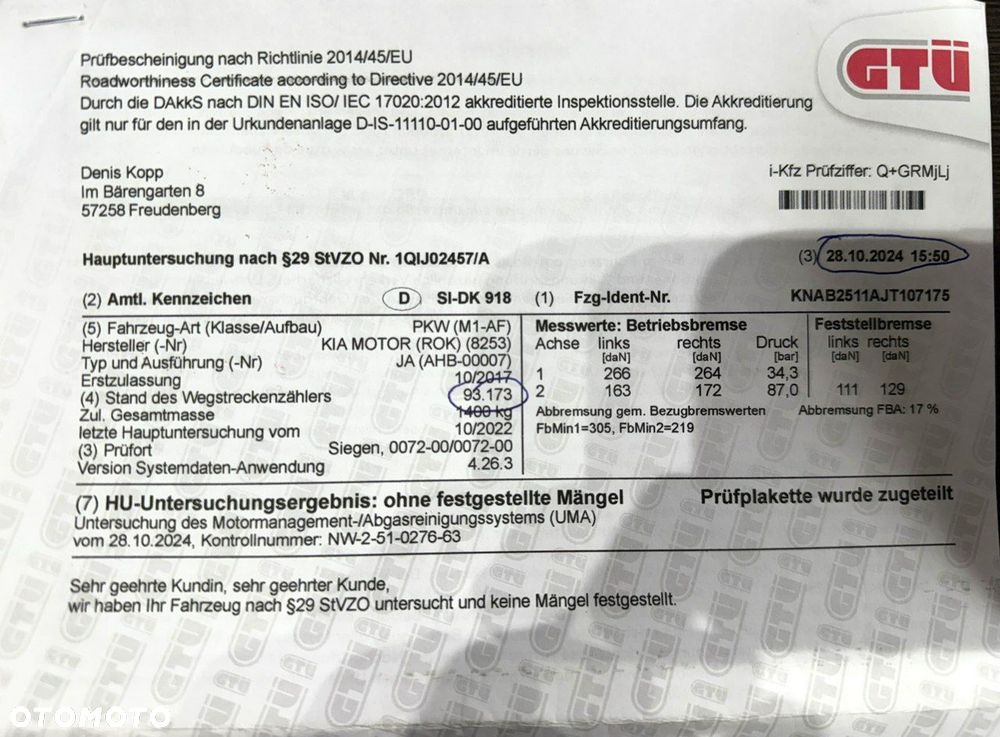 GTÜ
Prüfbescheinigung nach Richtlinie 2014/45/EU
Roadworthiness Certificate according to Directive 2014/45/EU
Durch die DAkkS nach DIN EN ISO/ IEC 17020:2012 akkreditierte Inspektionsstelle. Die Akkreditierung
gilt nur für den in der Urkundenanlage D-IS-11110-01-00 aufgeführten Akkreditierungsumfang.
Denis Kopp
Im Bärengarten 8
57258 Freudenberg
i-Kfz Prüfziffer: Q+GRMjLj
Hauptuntersuchung nach §29 StVZO Nr. 1QIJ02457/A (3) 28.10.2024 15:50
(2) Amtl. Kennzeichen D SI-DK 918 (1) Fzg-Ident-Nr. KNAB2511AJT107175
(5) Fahrzeug-Art (Klasse/Aufbau) PKW (M1-AF)
Hersteller (-Nr) KIA MOTOR (ROK) (8253)
Typ und Ausführung (-Nr) JA (AHB-00007)
Erstzulassung 10/2017
(4) Stand des Wegstreckenzählers 93.173
Zul. Gesamtmasse 1400 kg
letzte Hauptuntersuchung vom 10/2022
(3) Prüfort Siegen, 0072-00/0072-00
Version Systemdaten-Anwendung 4.26.3
Messwerte: Betriebsbremse Feststellbremse
Achse links rechts Druck links rechts
[daN] [daN] [bar] [daN] [daN]
1 266 264 34,3
2 163 172 87,0 111 129
Abbremsung gem. Bezugbremswerten Abbremsung FBA: 17 %
FbMin1=305, FbMin2=219
(7) HU-Untersuchungsergebnis: ohne festgestellte Mängel Prüfplakette wurde zugeteilt
Untersuchung des Motormanagement-/Abgasreinigungssystems (UMA)
vom 28.10.2024, Kontrollnummer: NW-2-51-0276-63
Sehr geehrte Kundin, sehr geehrter Kunde,
wir haben Ihr Fahrzeug nach §29 StVZO untersucht und keine Mängel festgestellt.
OTOMOTO